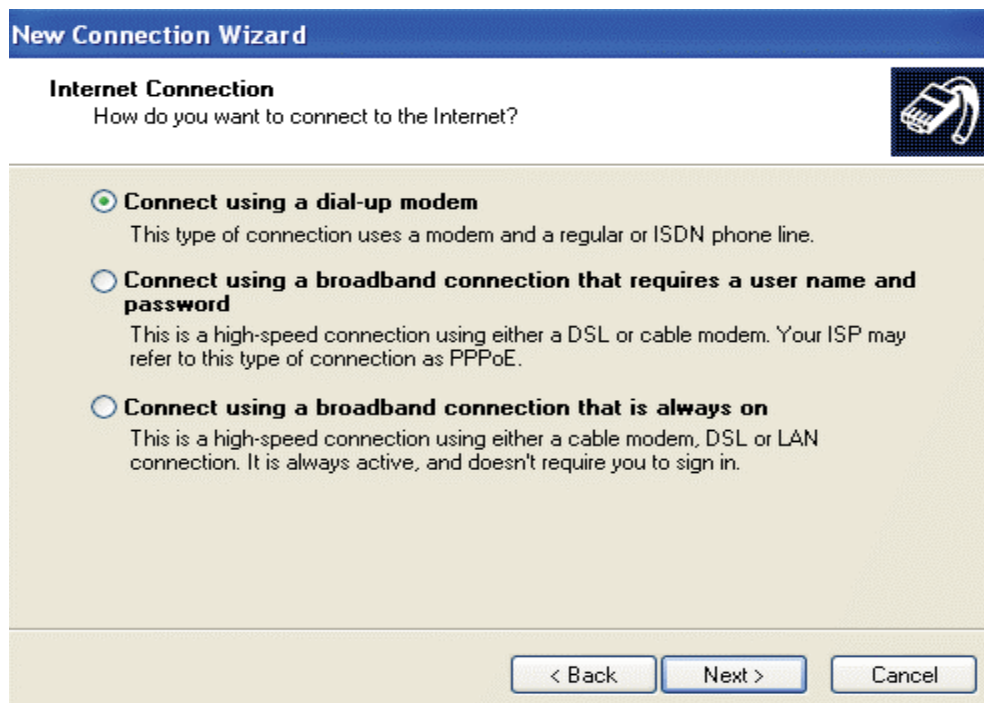 New Connection Wizard
Internet Connection
How do you want to connect to the Internet?
Connect using a dial-up modem
This type of connection uses a modem and a regular or ISDN phone line.
Connect using a broadband connection that requires a user name and
password
This is a high-speed connection using either a DSL or cable modem. Your ISP may
refer to this type of connection as PPPoE.
Connect using a broadband connection that is always on
This is a high-speed connection using either a cable modem, DSL or LAN
connection. It is always active, and doesn't require you to sign in.
< Back Next > Cancel